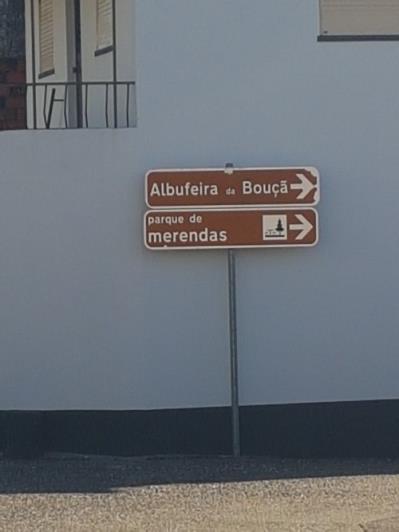 Albufeira da Bouçã
parque de
merendas